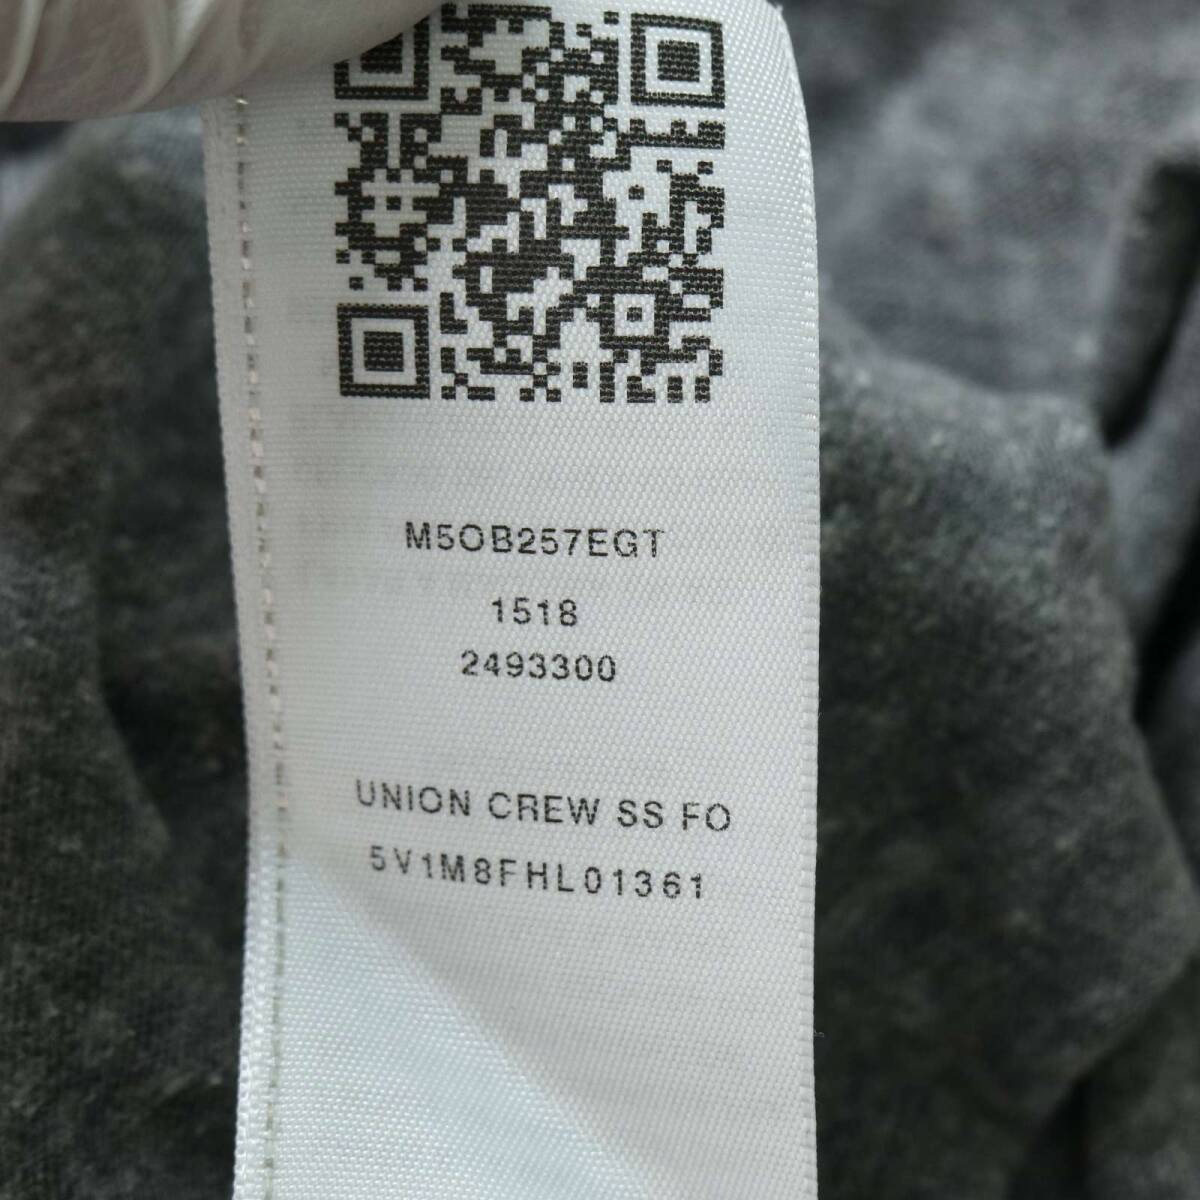 M5OB257EGT
1518
2493300
UNION CREW SS FO
5V1M8FHL01361